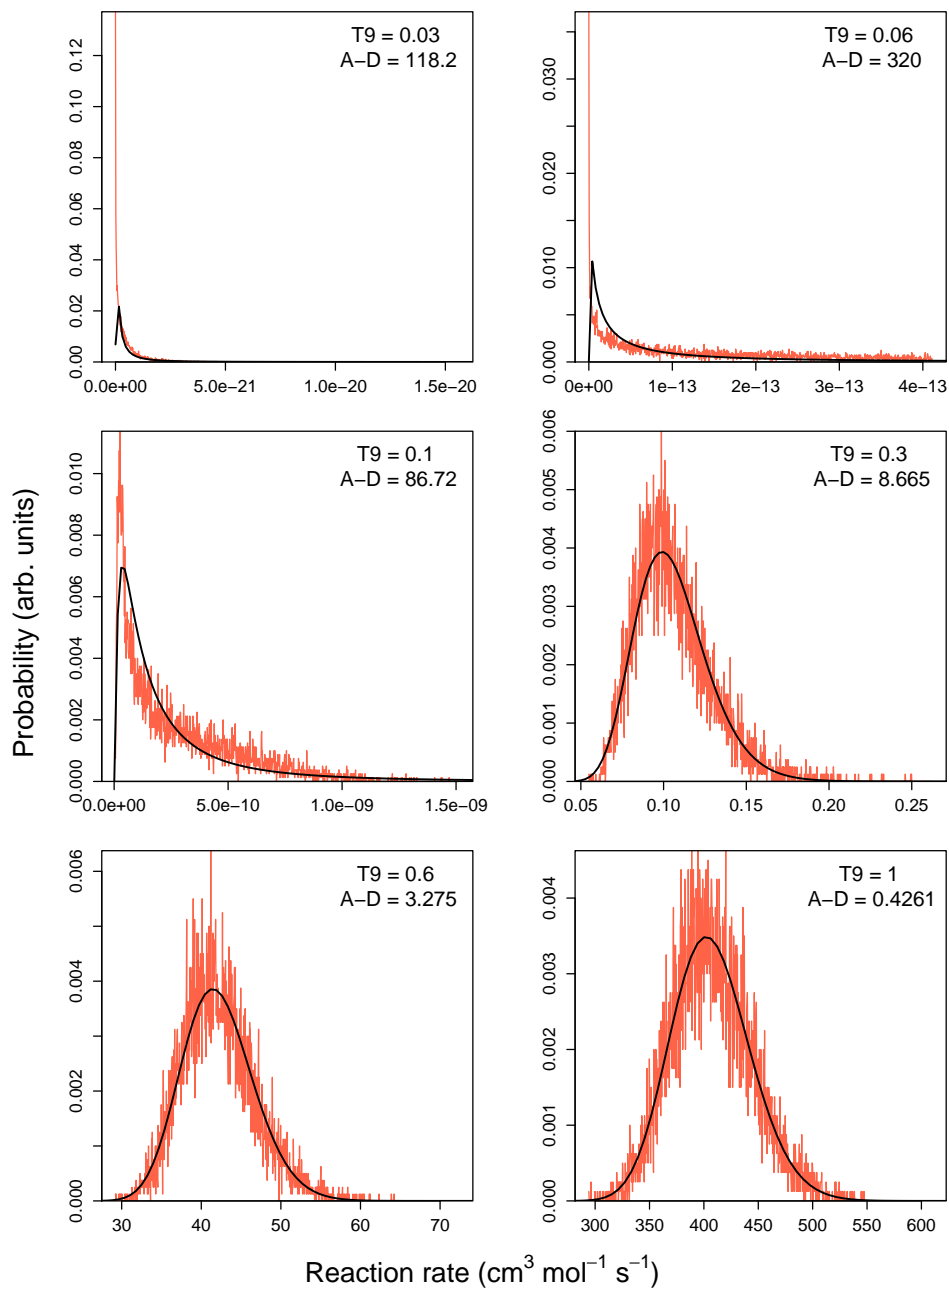 T9 = 0.03
A−D = 118.2
0.00
0.02
0.04
0.06
0.08
0.10
0.12
0.0e+00
5.0e−21
1.0e−20
1.5e−20
T9 = 0.06
A−D = 320
0.000
0.010
0.020
0.030
0e+00
1e−13
2e−13
3e−13
4e−13
T9 = 0.1
A−D = 86.72
0.000
0.002
0.004
0.006
0.008
0.010
0.0e+00
5.0e−10
1.0e−09
1.5e−09
T9 = 0.3
A−D = 8.665
0.000
0.001
0.002
0.003
0.004
0.005
0.006
0.05
0.10
0.15
0.20
0.25
Probability (arb. units)
T9 = 0.6
A−D = 3.275
0.000
0.002
0.004
0.006
30
40
50
60
70
T9 = 1
A−D = 0.4261
0.000
0.001
0.002
0.003
0.004
300
350
400
450
500
550
600
Reaction rate (cm³ mol⁻¹ s⁻¹)